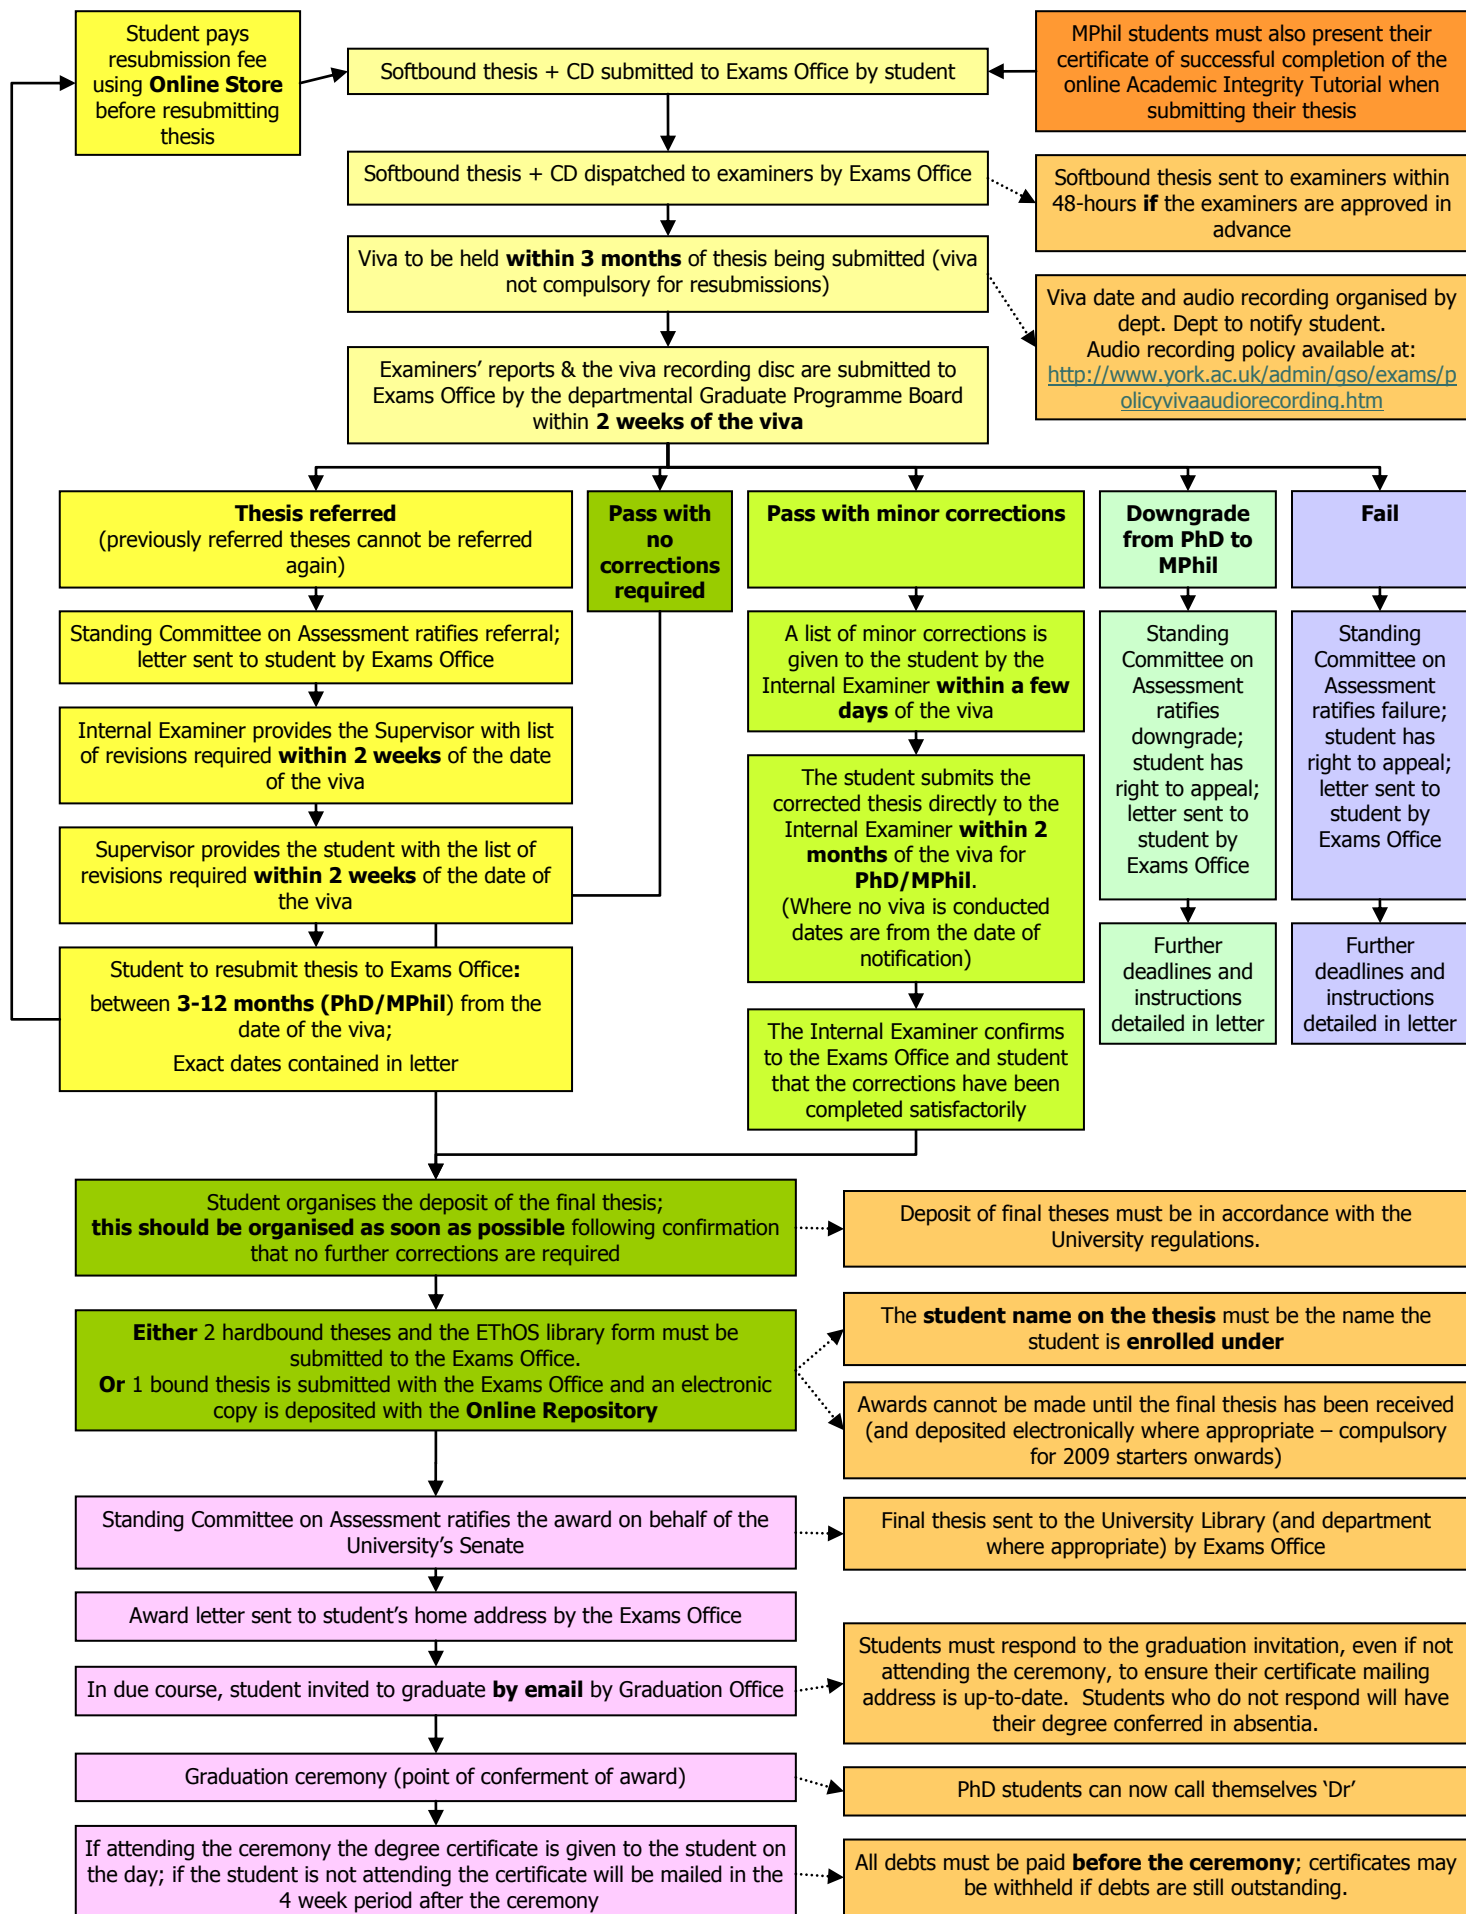 Student pays
resubmission fee
using Online Store
before resubmitting
thesis
Softbound thesis + CD submitted to Exams Office by student
MPhil students must also present their
certificate of successful completion of the
online Academic Integrity Tutorial when
submitting their thesis
Softbound thesis + CD dispatched to examiners by Exams Office
Softbound thesis sent to examiners within
48-hours if the examiners are approved in
advance
Viva to be held within 3 months of thesis being submitted (viva
not compulsory for resubmissions)
Viva date and audio recording organised by
dept. Dept to notify student.
Audio recording policy available at:
http://www.york.ac.uk/admin/gso/exams/p
olicyvivaaudiorecording.htm
Examiners' reports & the viva recording disc are submitted to
Exams Office by the departmental Graduate Programme Board
within 2 weeks of the viva
Thesis referred
(previously referred theses cannot be referred
again)
Standing Committee on Assessment ratifies referral;
letter sent to student by Exams Office
Internal Examiner provides the Supervisor with list
of revisions required within 2 weeks of the date
of the viva
Supervisor provides the student with the list of
revisions required within 2 weeks of the date of
the viva
Student to resubmit thesis to Exams Office:
between 3-12 months (PhD/MPhil) from the
date of the viva;
Exact dates contained in letter
Pass with
no
corrections
required
Pass with minor corrections
A list of minor corrections is
given to the student by the
Internal Examiner within a few
days of the viva
The student submits the
corrected thesis directly to the
Internal Examiner within 2
months of the viva for
PhD/MPhil.
(Where no viva is conducted
dates are from the date of
notification)
The Internal Examiner confirms
to the Exams Office and student
that the corrections have been
completed satisfactorily
Downgrade
from PhD to
MPhil
Standing
Committee on
Assessment
ratifies
downgrade;
student has
right to appeal;
letter sent to
student by
Exams Office
Further
deadlines and
instructions
detailed in letter
Fail
Standing
Committee on
Assessment
ratifies failure;
student has
right to appeal;
letter sent to
student by
Exams Office
Further
deadlines and
instructions
detailed in letter
Student organises the deposit of the final thesis;
this should be organised as soon as possible following confirmation
that no further corrections are required
Deposit of final theses must be in accordance with the
University regulations.
Either 2 hardbound theses and the EThOS library form must be
submitted to the Exams Office.
Or 1 bound thesis is submitted with the Exams Office and an electronic
copy is deposited with the Online Repository
The student name on the thesis must be the name the
student is enrolled under
Awards cannot be made until the final thesis has been received
(and deposited electronically where appropriate – compulsory
for 2009 starters onwards)
Standing Committee on Assessment ratifies the award on behalf of the
University's Senate
Final thesis sent to the University Library (and department
where appropriate) by Exams Office
Award letter sent to student's home address by the Exams Office
In due course, student invited to graduate by email by Graduation Office
Students must respond to the graduation invitation, even if not
attending the ceremony, to ensure their certificate mailing
address is up-to-date. Students who do not respond will have
their degree conferred in absentia.
Graduation ceremony (point of conferment of award)
PhD students can now call themselves 'Dr'
If attending the ceremony the degree certificate is given to the student on
the day; if the student is not attending the certificate will be mailed in the
4 week period after the ceremony
All debts must be paid before the ceremony; certificates may
be withheld if debts are still outstanding.